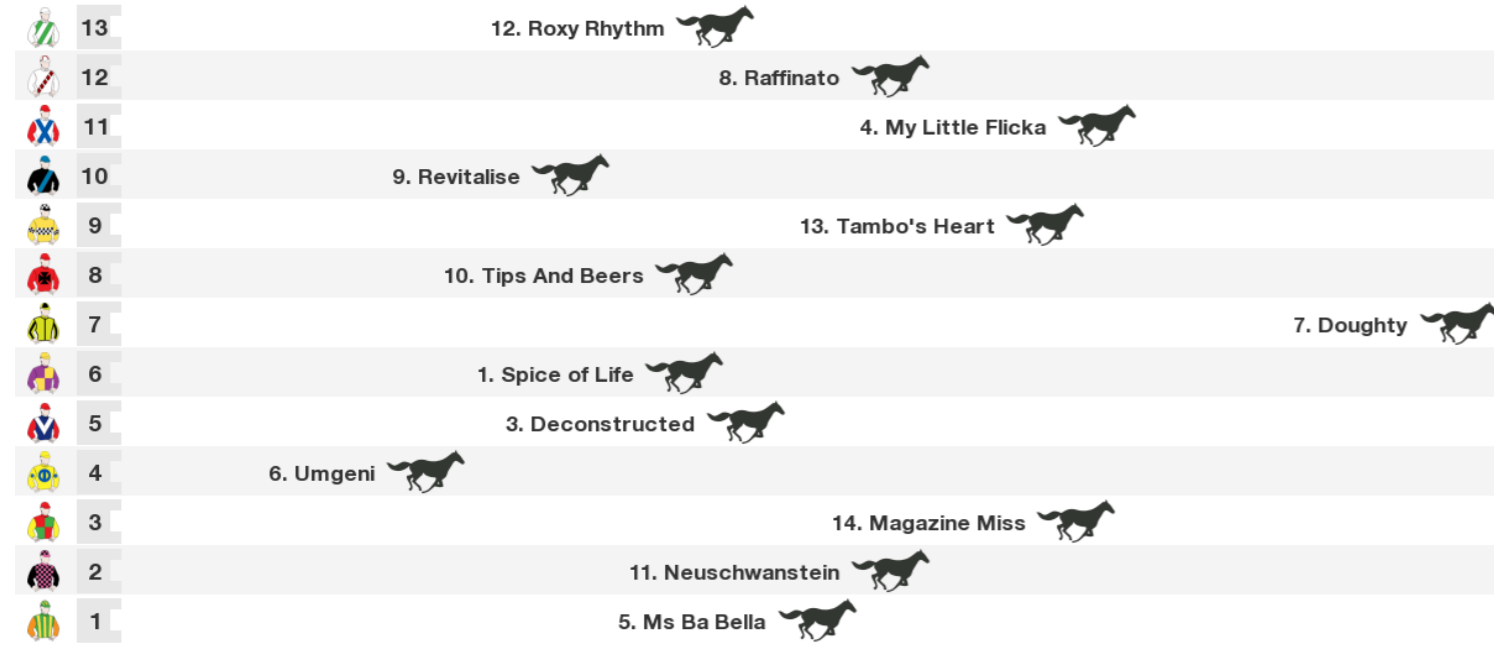 13 12. Roxy Rhythm
12 8. Raffinato
11 4. My Little Flicka
10 9. Revitalise
9 13. Tambo's Heart
8 10. Tips And Beers
7 7. Doughty
6 1. Spice of Life
5 3. Deconstructed
4 6. Umgeni
3 14. Magazine Miss
2 11. Neuschwanstein
1 5. Ms Ba Bella